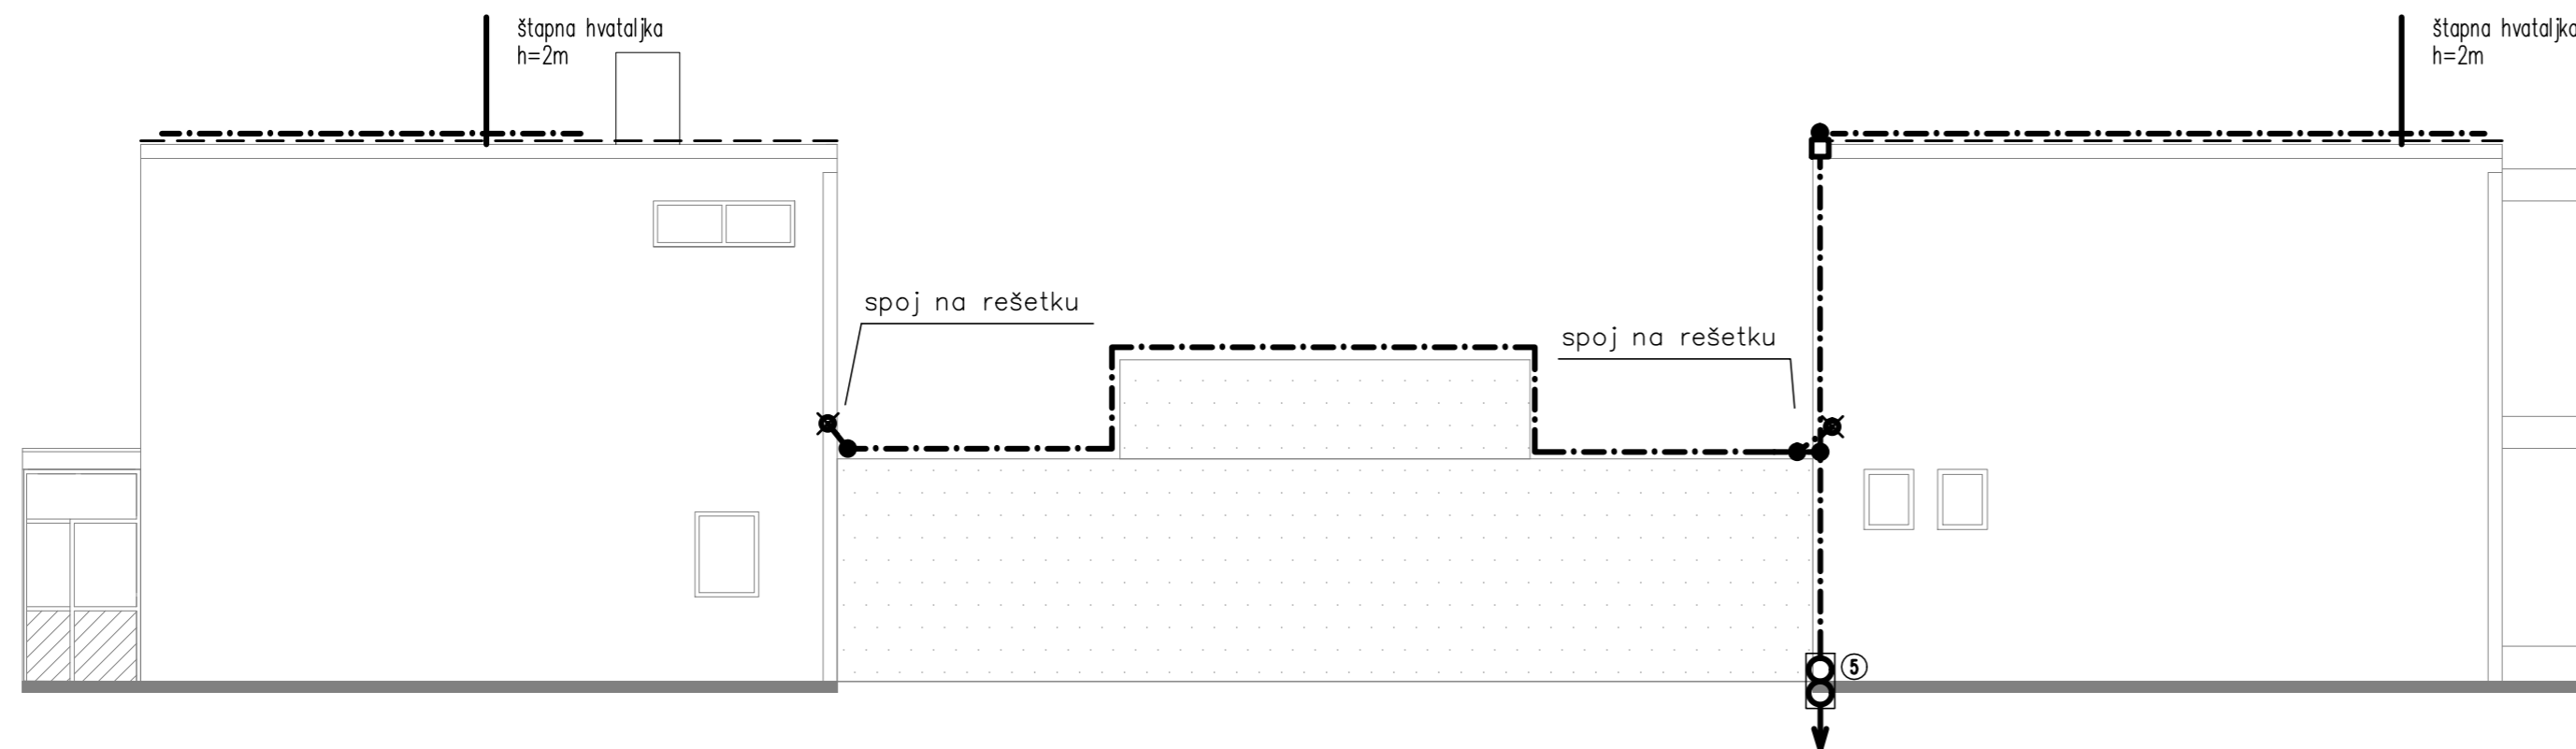 štapna hvataljka
h=2m
štapna hvataljka
h=2m
spoj na rešetku
spoj na rešetku
5